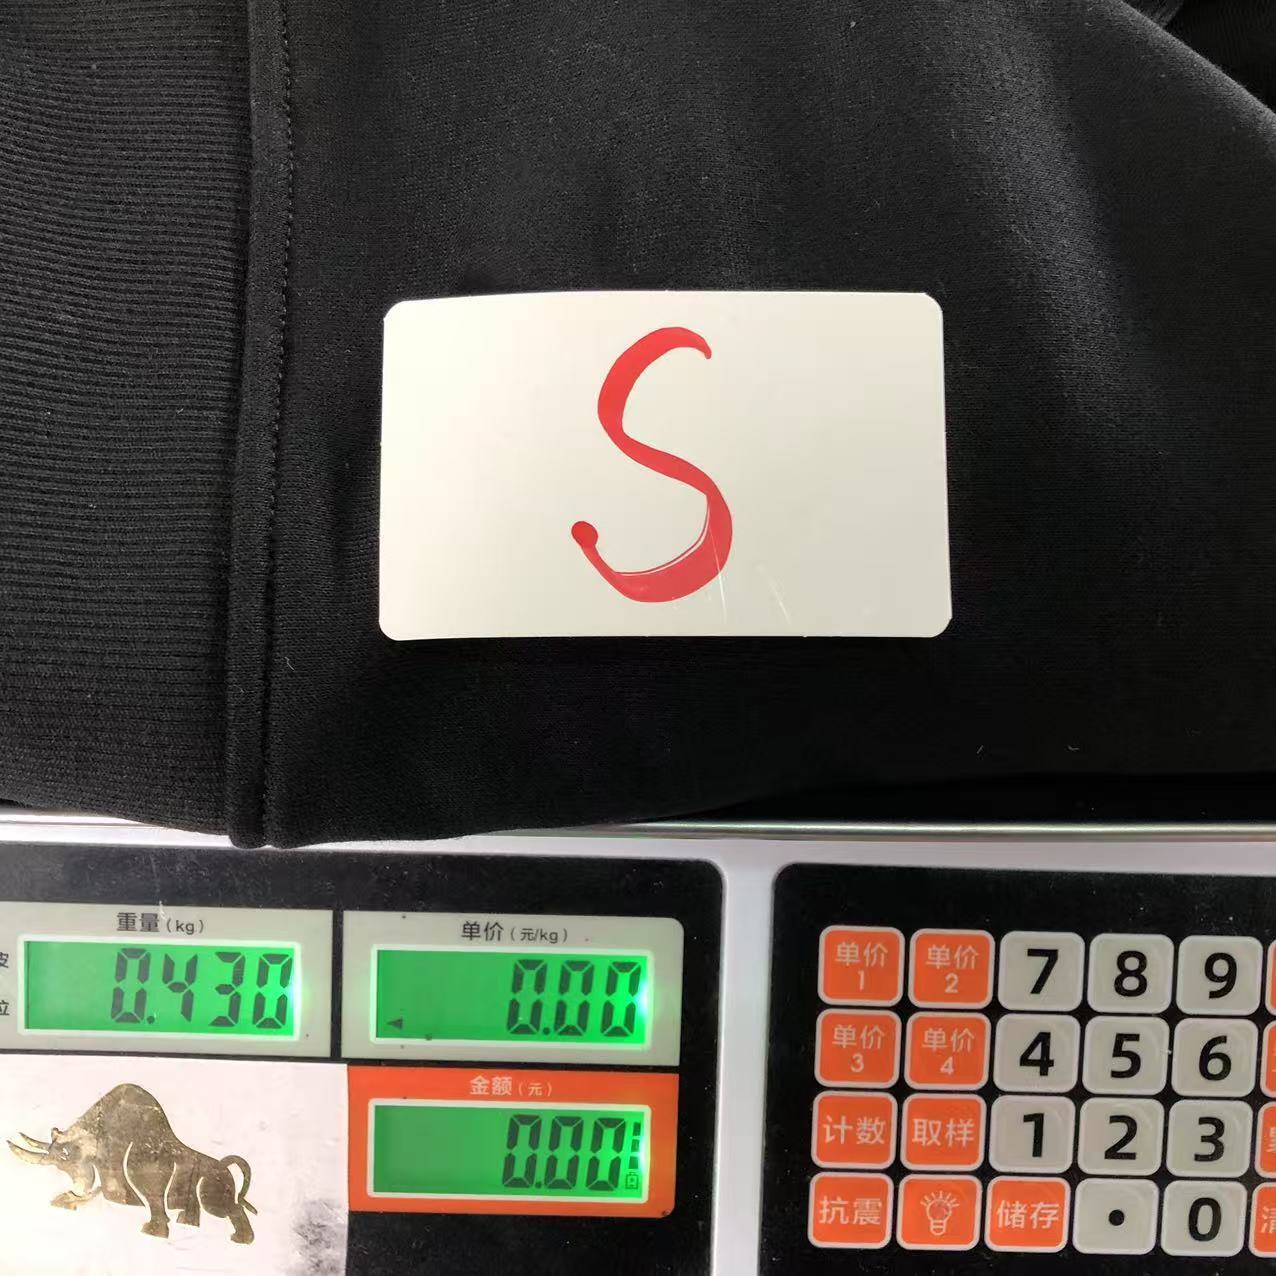 S
重量(kg)
0.430
单价(元/kg)
0.00
金额(元)
0.00
单价1 单价2 7 8 9
单价3 单价4 4 5 6
计数 取样 1 2 3
抗震 储存 . 0